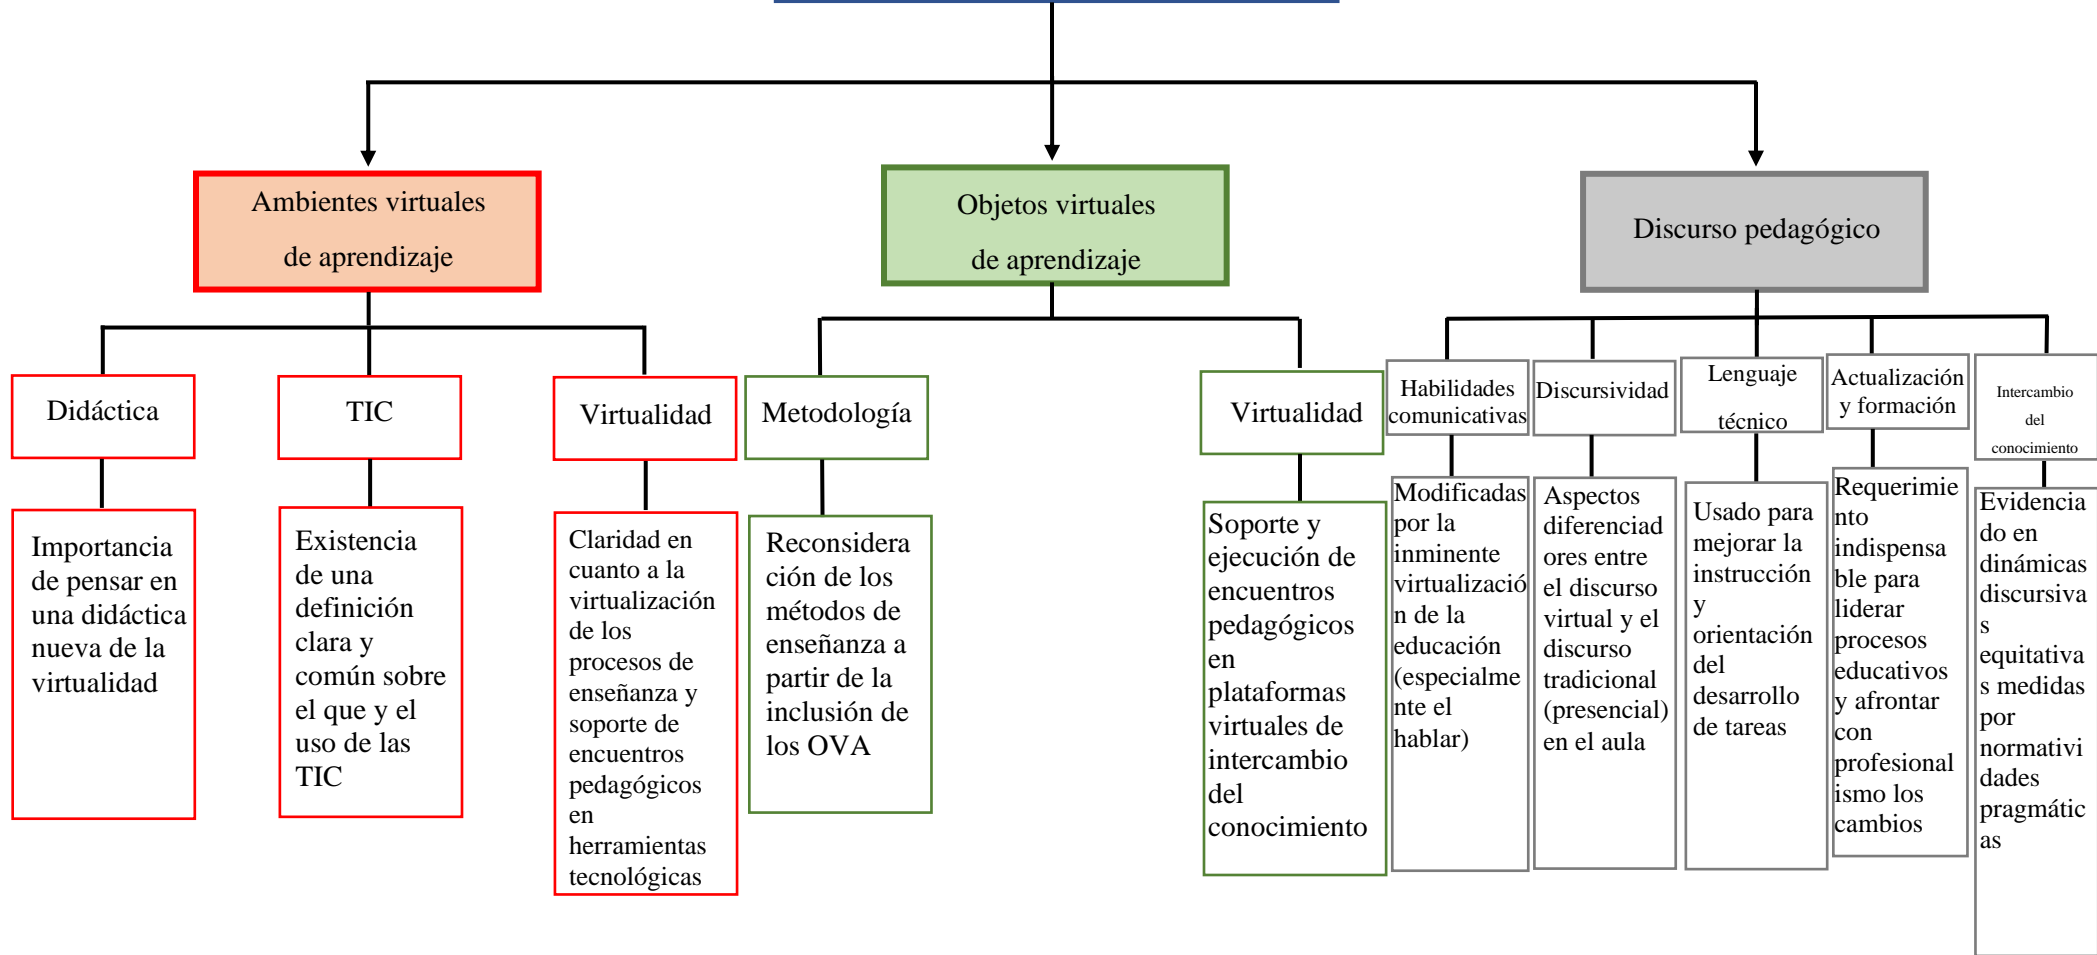 Ambientes virtuales
de aprendizaje
Objetos virtuales
de aprendizaje
Discurso pedagógico
Didáctica
TIC
Virtualidad
Metodología
Virtualidad
Habilidades
comunicativas
Discursividad
Lenguaje
técnico
Actualización
y formación
Intercambio
del
conocimiento
Importancia
de pensar en
una didáctica
nueva de la
virtualidad
Existencia
de una
definición
clara y
común sobre
el que y el
uso de las
TIC
Claridad en
cuanto a la
virtualización
de los
procesos de
enseñanza y
soporte de
encuentros
pedagógicos
en
herramientas
tecnológicas
Reconsidera
ción de los
métodos de
enseñanza a
partir de la
inclusión de
los OVA
Soporte y
ejecución de
encuentros
pedagógicos
en
plataformas
virtuales de
intercambio
del
conocimiento
Modificadas
por la
inminente
virtualizació
n de la
educación
(especialme
nte el
hablar)
Aspectos
diferenciad
ores entre
el discurso
virtual y el
discurso
tradicional
(presencial)
en el aula
Usado para
mejorar la
instrucción
y
orientación
del
desarrollo
de tareas
Requerimie
nto
indispensa
ble para
liderar
procesos
educativos
y afrontar
con
profesional
ismo los
cambios
Evidencia
do en
dinámicas
discursiva
s
equitativa
s medidas
por
normativi
dades
pragmátic
as